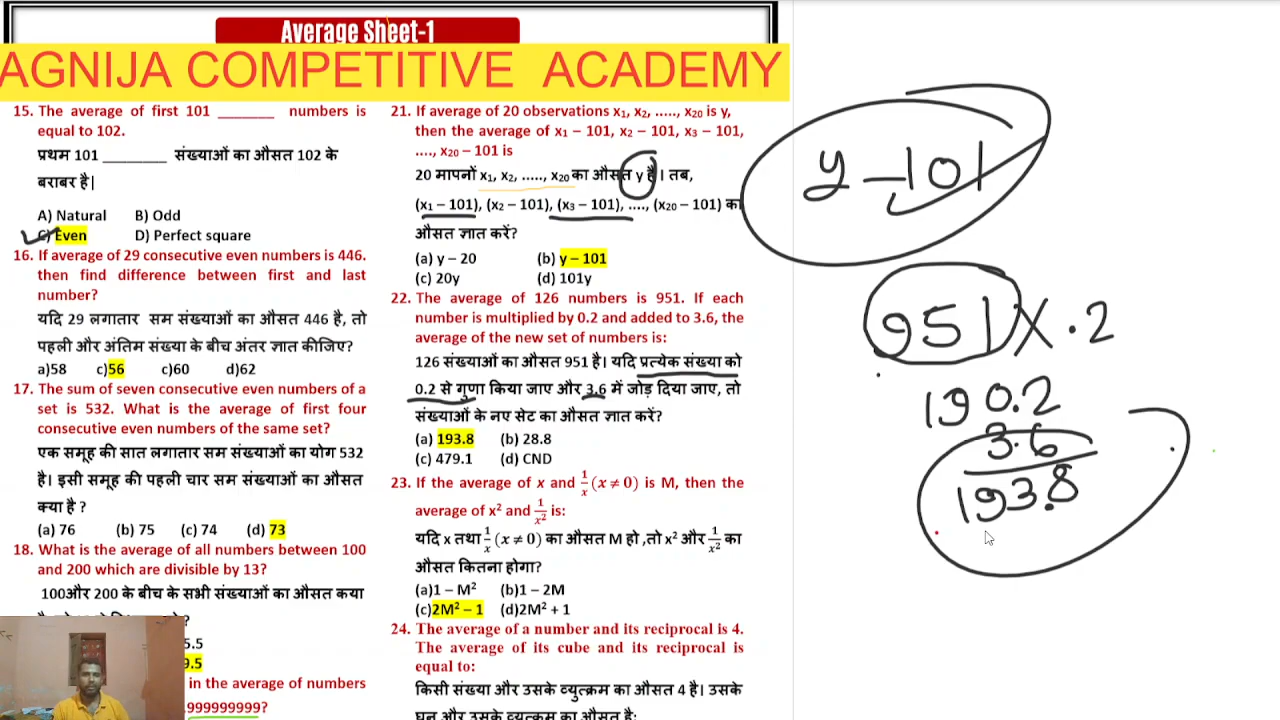 Average Sheet-1
AGNIJA COMPETITIVE ACADEMY
15. The average of first 101 _______ numbers is
equal to 102.
प्रथम 101 ________ संख्याओं का औसत 102 के
बराबर है|
A) Natural B) Odd
C) Even D) Perfect square
16. If average of 29 consecutive even numbers is 446.
then find difference between first and last
number?
यदि 29 लगातार सम संख्याओं का औसत 446 है, तो
पहली और अंतिम संख्या के बीच अंतर ज्ञात कीजिए?
a)58 c)56 c)60 d)62
17. The sum of seven consecutive even numbers of a
set is 532. What is the average of first four
consecutive even numbers of the same set?
एक समूह की सात लगातार सम संख्याओं का योग 532
है। इसी समूह की पहली चार सम संख्याओं का औसत
क्या है ?
(a) 76 (b) 75 (c) 74 (d) 73
18. What is the average of all numbers between 100
and 200 which are divisible by 13?
100और 200 के बीच के सभी संख्याओं का औसत कया
?
5.5
9.5
in the average of numbers
999999999?
21. If average of 20 observations x₁, x₂, ....., x₂₀ is y,
then the average of x₁ – 101, x₂ – 101, x₃ – 101,
...., x₂₀ – 101 is
20 मापनों x₁, x₂, ....., x₂₀ का औसत y है। तब,
(x₁ – 101), (x₂ – 101), (x₃ – 101), ...., (x₂₀ – 101) का
औसत ज्ञात करें?
(a) y – 20 (b) y – 101
(c) 20y (d) 101y
22. The average of 126 numbers is 951. If each
number is multiplied by 0.2 and added to 3.6, the
average of the new set of numbers is:
126 संख्याओं का औसत 951 है। यदि प्रत्येक संख्या को
0.2 से गुणा किया जाए और 3.6 में जोड़ दिया जाए, तो
संख्याओं के नए सेट का औसत ज्ञात करें?
(a) 193.8 (b) 28.8
(c) 479.1 (d) CND
23. If the average of x and 1/x (x ≠ 0) is M, then the
average of x² and 1/x² is:
यदि x तथा 1/x (x ≠ 0) का औसत M हो ,तो x² और 1/x² का
औसत कितना होगा?
(a)1 – M² (b)1 – 2M
(c)2M² – 1 (d)2M² + 1
24. The average of a number and its reciprocal is 4.
The average of its cube and its reciprocal is
equal to:
किसी संख्या और उसके व्युत्क्रम का औसत 4 है। उसके
घन और उसके व्युत्क्रम का औसत है:
y – 101
951 X .2
190.2
3.6
193.8